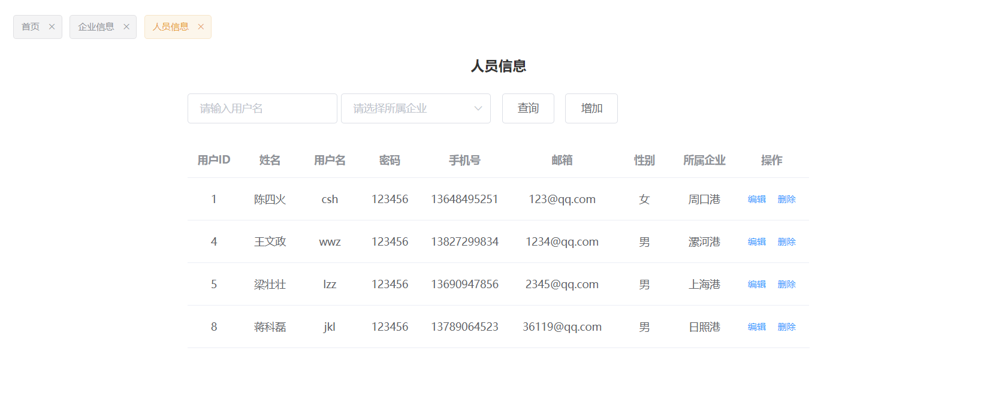 首页 企业信息 人员信息
人员信息
请输入用户名 请选择所属企业 查询 增加
用户ID 姓名 用户名 密码 手机号 邮箱 性别 所属企业 操作
1 陈四火 csh 123456 13648495251 123@qq.com 女 周口港 编辑 删除
4 王文政 wwz 123456 13827299834 1234@qq.com 男 漯河港 编辑 删除
5 梁壮壮 lzz 123456 13690947856 2345@qq.com 男 上海港 编辑 删除
8 蒋科磊 jkl 123456 13789064523 36119@qq.com 男 日照港 编辑 删除